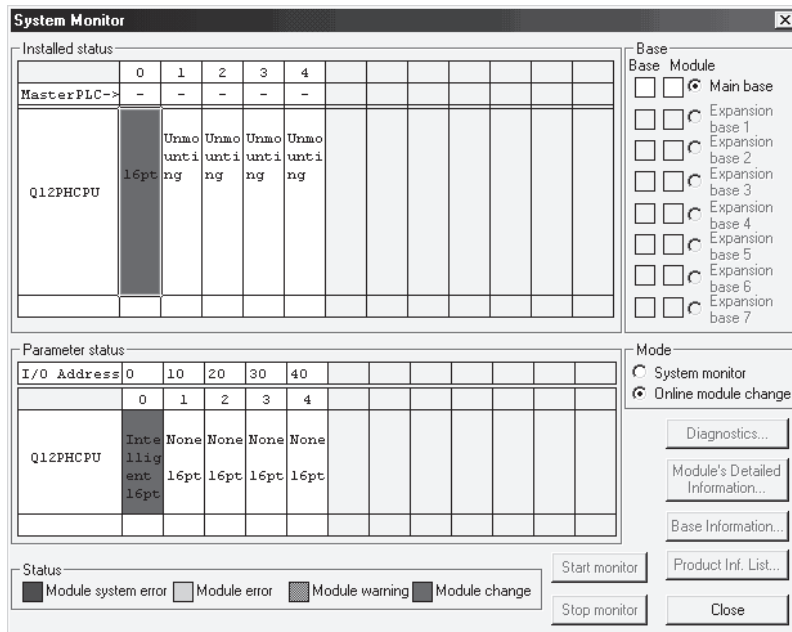 System Monitor
Installed status
0 1 2 3 4
MasterPLC-> - - - - -
Q12PHCPU
16pt
Unmo Unmo Unmo Unmo
unti unti unti unti
ng ng ng ng
Base
Base Module
Main base
Expansion
base 1
Expansion
base 2
Expansion
base 3
Expansion
base 4
Expansion
base 5
Expansion
base 6
Expansion
base 7
Parameter status
I/O Address 0 10 20 30 40
0 1 2 3 4
Q12PHCPU
Inte None None None None
llig
ent 16pt 16pt 16pt 16pt
16pt
Mode
System monitor
Online module change
Diagnostics...
Module's Detailed
Information...
Base Information...
Product Inf. List...
Close
Status
Module system error Module error Module warning Module change
Start monitor
Stop monitor